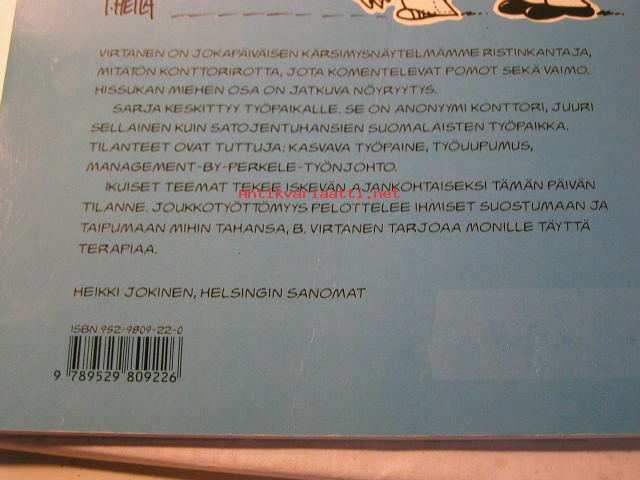 I.HEILÄ
VIRTANEN ON JOKAPÄIVÄISEN KÄRSIMYSNÄYTELMÄMME RISTINKANTAJA,
MITÄTÖN KONTTORIROTTA, JOTA KOMENTELEVAT POMOT SEKÄ VAIMO.
HISSUKAN MIEHEN OSA ON JATKUVA NÖYRYYTYS.
SARJA KESKITTYY TYÖPAIKALLE. SE ON ANONYYMI KONTTORI, JUURI
SELLAINEN KUIN SATOJENTUHANSIEN SUOMALAISTEN TYÖPAIKKA.
TILANTEET OVAT TUTTUJA: KASVAVA TYÖPAINE, TYÖUUPUMUS,
MANAGEMENT-BY-PERKELE-TYÖNJOHTO.
IKUISET TEEMAT TEKEE ISKEVÄN AJANKOHTAISEKSI TÄMÄN PÄIVÄN
Antikvariaatti.net
TILANNE. JOUKKOTYÖTTÖMYYS PELOTTELEE IHMISET SUOSTUMAAN JA
TAIPUMAAN MIHIN TAHANSA, B. VIRTANEN TARJOAA MONILLE TÄYTTÄ
TERAPIAA.
HEIKKI JOKINEN, HELSINGIN SANOMAT
ISBN 952-9809-22-0
9 789529 809226